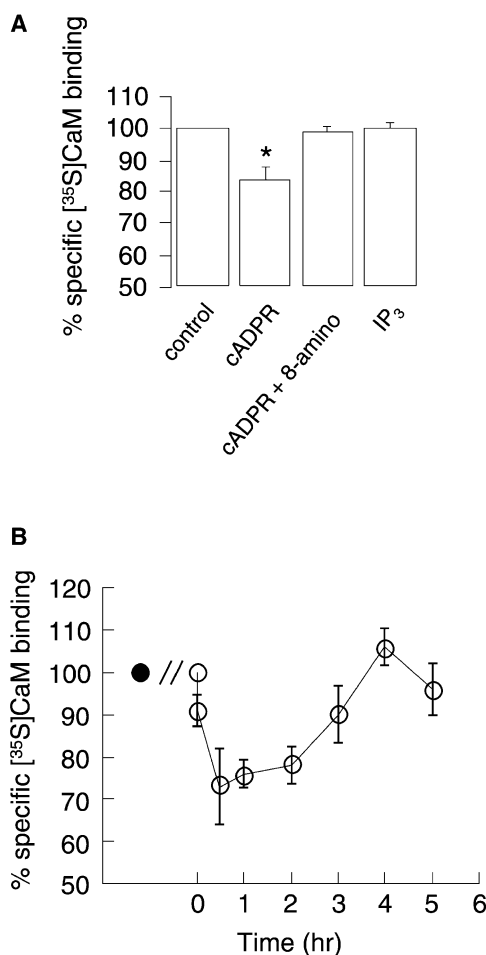 A
% specific [³⁵S]CaM binding
110
100
90
80
70
60
50
*
control
cADPR
cADPR + 8-amino
IP₃
B
% specific [³⁵S]CaM binding
120
110
100
90
80
70
60
50
0 1 2 3 4 5 6
Time (hr)